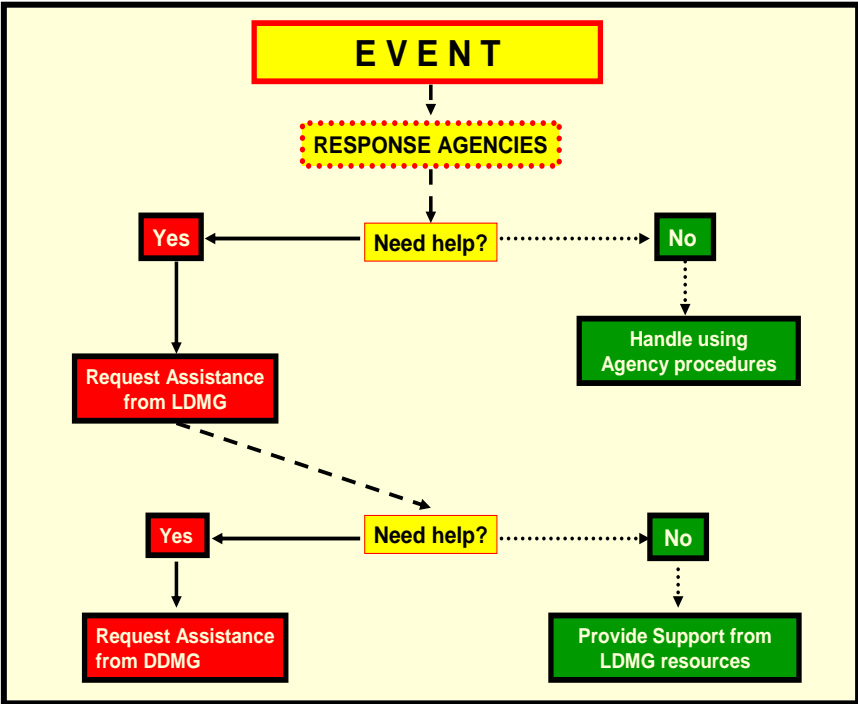 E V E N T
RESPONSE AGENCIES
Yes
Need help?
No
Handle using
Agency procedures
Request Assistance
from LDMG
Yes
Need help?
No
Request Assistance
from DDMG
Provide Support from
LDMG resources